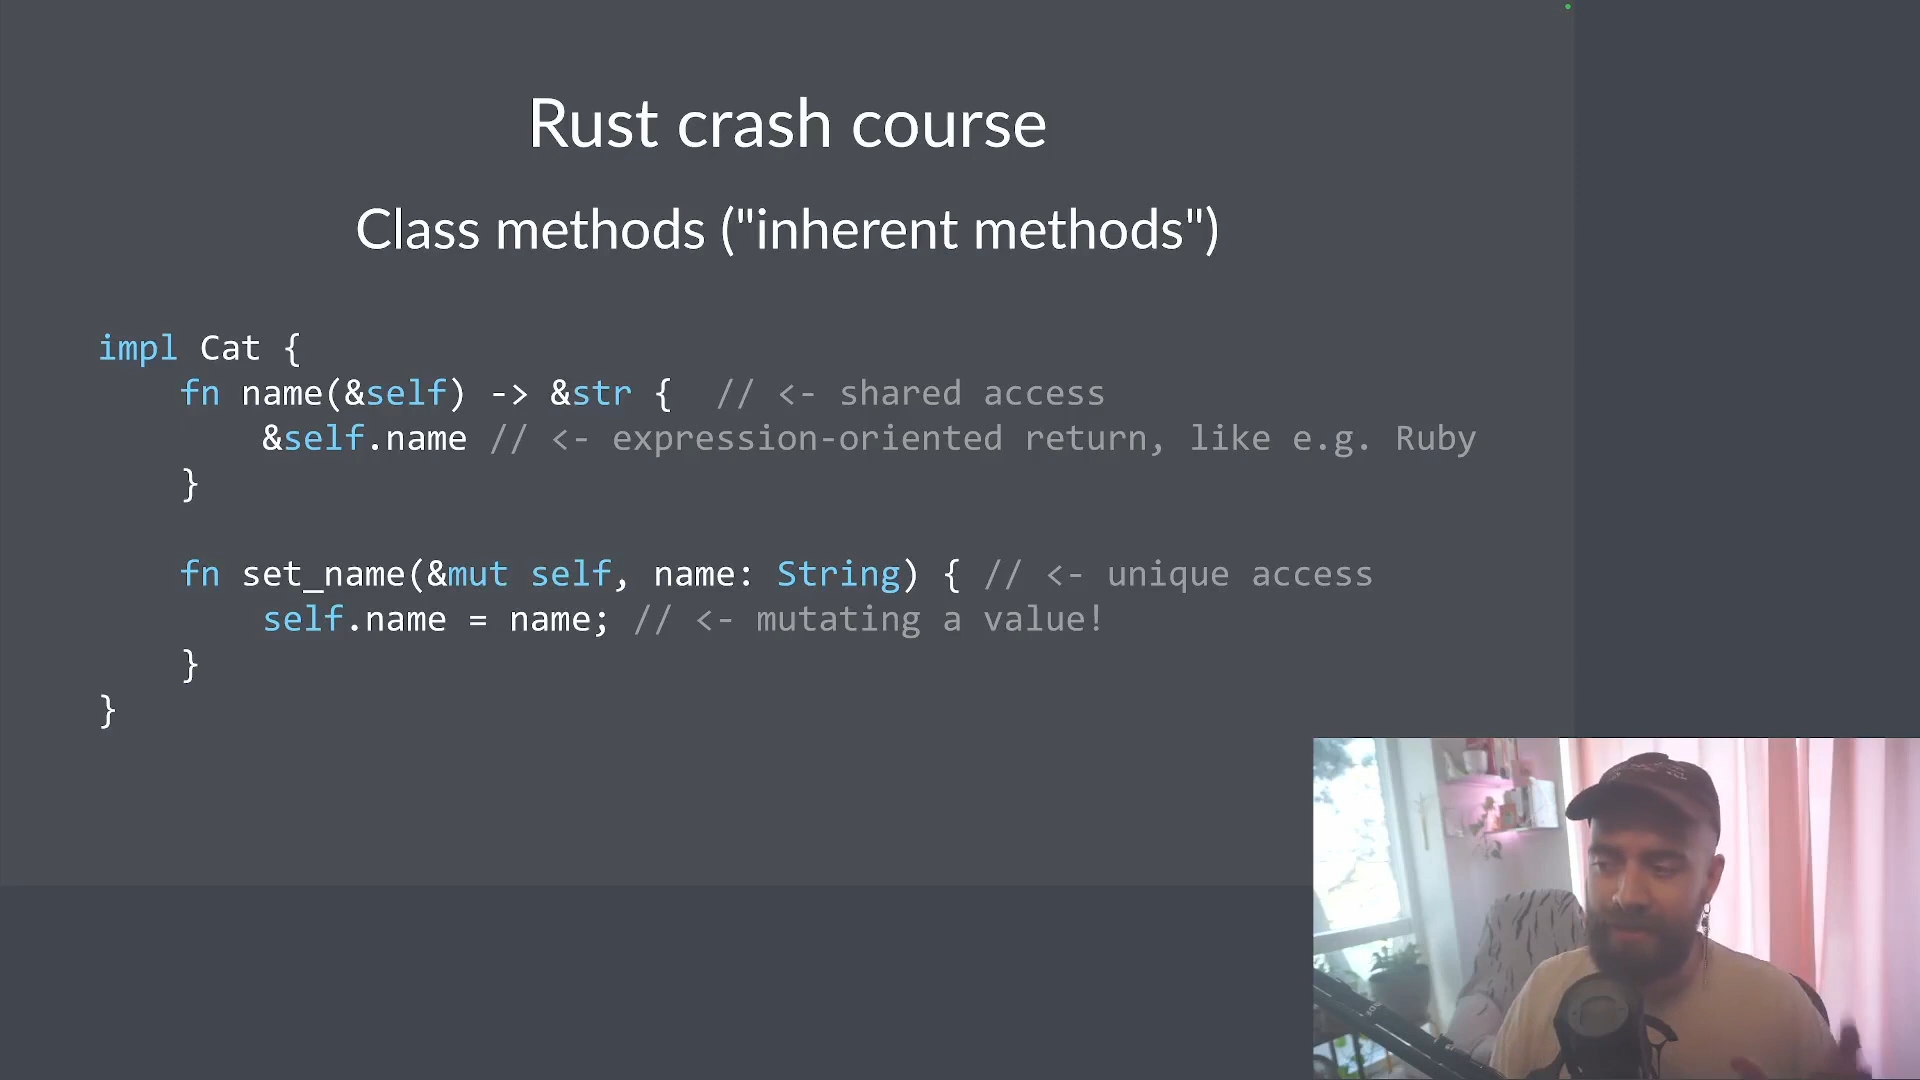 Rust crash course
Class methods ("inherent methods")
impl Cat {
    fn name(&self) -> &str {  // <- shared access
        &self.name // <- expression-oriented return, like e.g. Ruby
    }
    fn set_name(&mut self, name: String) { // <- unique access
        self.name = name; // <- mutating a value!
    }
}